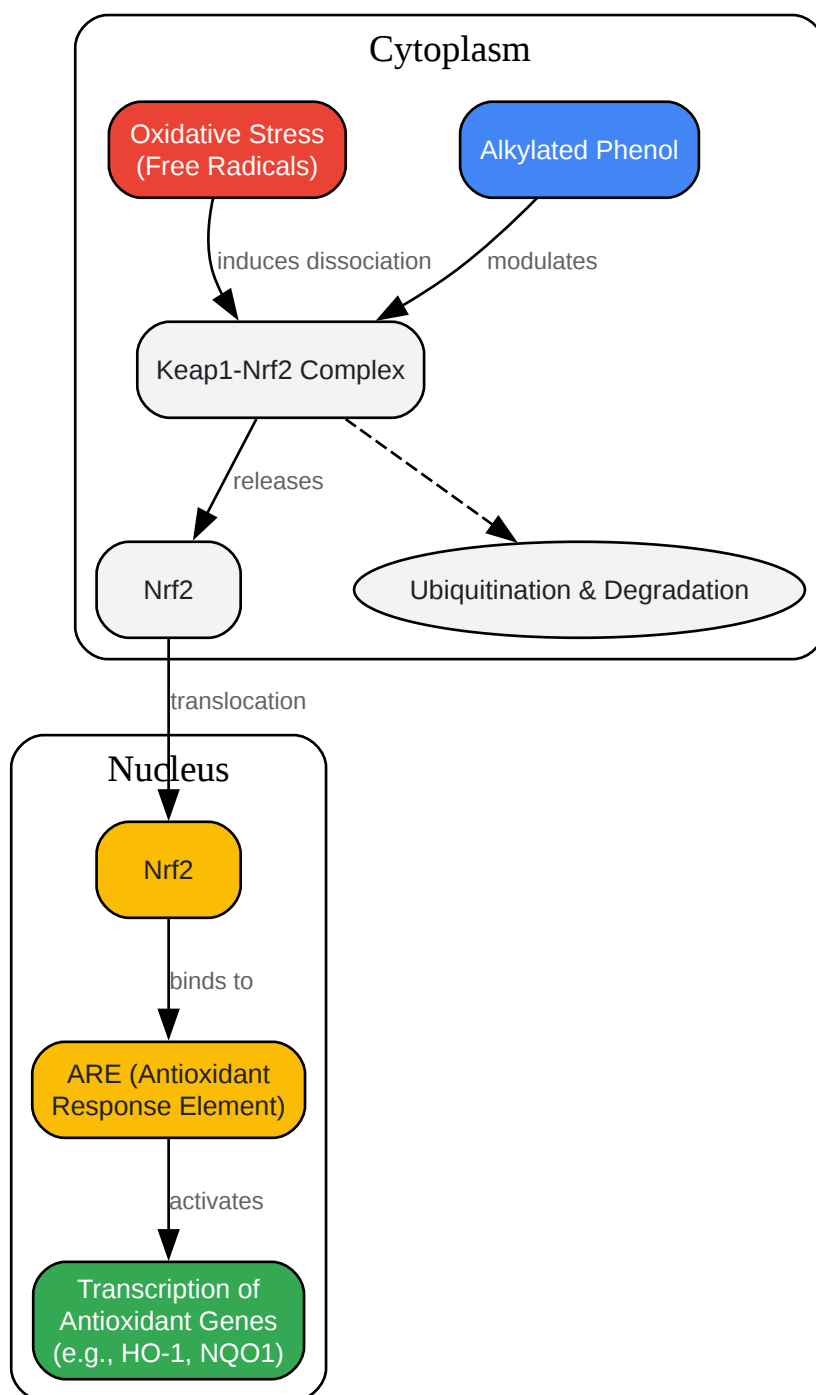 Cytoplasm
Oxidative Stress
(Free Radicals)
Alkylated Phenol
induces dissociation
modulates
Keap1-Nrf2 Complex
releases
Nrf2
Ubiquitination & Degradation
translocation
Nucleus
Nrf2
binds to
ARE (Antioxidant
Response Element)
activates
Transcription of
Antioxidant Genes
(e.g., HO-1, NQO1)